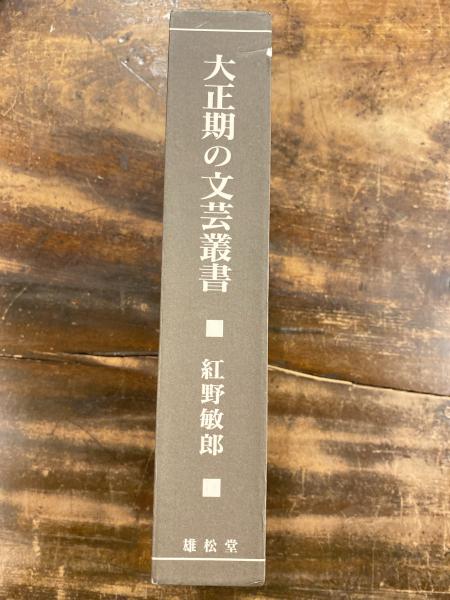 大正期の文芸叢書
紅野敏郎
雄松堂